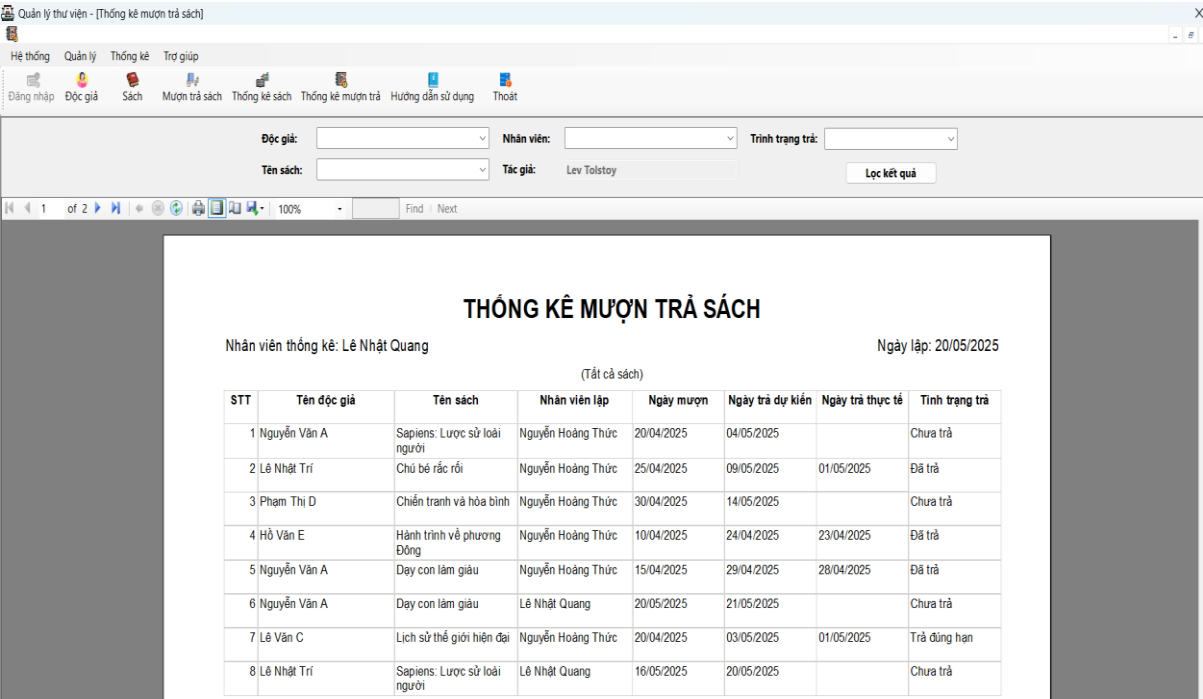 Quản lý thư viện - [Thống kê mượn trả sách]
Hệ thống Quản lý Thống kê Trợ giúp
Đăng nhập Độc giả Sách Mượn trả sách Thống kê sách Thống kê mượn trả Hướng dẫn sử dụng Thoát
Độc giả: Nhân viên: Trình trạng trả:
Tên sách: Tác giả: Lev Tolstoy Lọc kết quả
1 of 2 100% Find Next
THỐNG KÊ MƯỢN TRẢ SÁCH
Nhân viên thống kê: Lê Nhật Quang Ngày lập: 20/05/2025
(Tất cả sách)
STT Tên độc giả Tên sách Nhân viên lập Ngày mượn Ngày trả dự kiến Ngày trả thực tế Tình trạng trả
1 Nguyễn Văn A Sapiens: Lược sử loài Nguyễn Hoàng Thức 20/04/2025 04/05/2025 Chưa trả
người
2 Lê Nhật Trí Chú bé rắc rối Nguyễn Hoàng Thức 25/04/2025 09/05/2025 01/05/2025 Đã trả
3 Phạm Thị D Chiến tranh và hòa bình Nguyễn Hoàng Thức 30/04/2025 14/05/2025 Chưa trả
4 Hồ Văn E Hành trình về phương Nguyễn Hoàng Thức 10/04/2025 24/04/2025 23/04/2025 Đã trả
Đông
5 Nguyễn Văn A Dạy con làm giàu Nguyễn Hoàng Thức 15/04/2025 29/04/2025 28/04/2025 Đã trả
6 Nguyễn Văn A Dạy con làm giàu Lê Nhật Quang 20/05/2025 21/05/2025 Chưa trả
7 Lê Văn C Lịch sử thế giới hiện đại Nguyễn Hoàng Thức 20/04/2025 03/05/2025 01/05/2025 Trả đúng hạn
8 Lê Nhật Trí Sapiens: Lược sử loài Lê Nhật Quang 16/05/2025 20/05/2025 Chưa trả
người